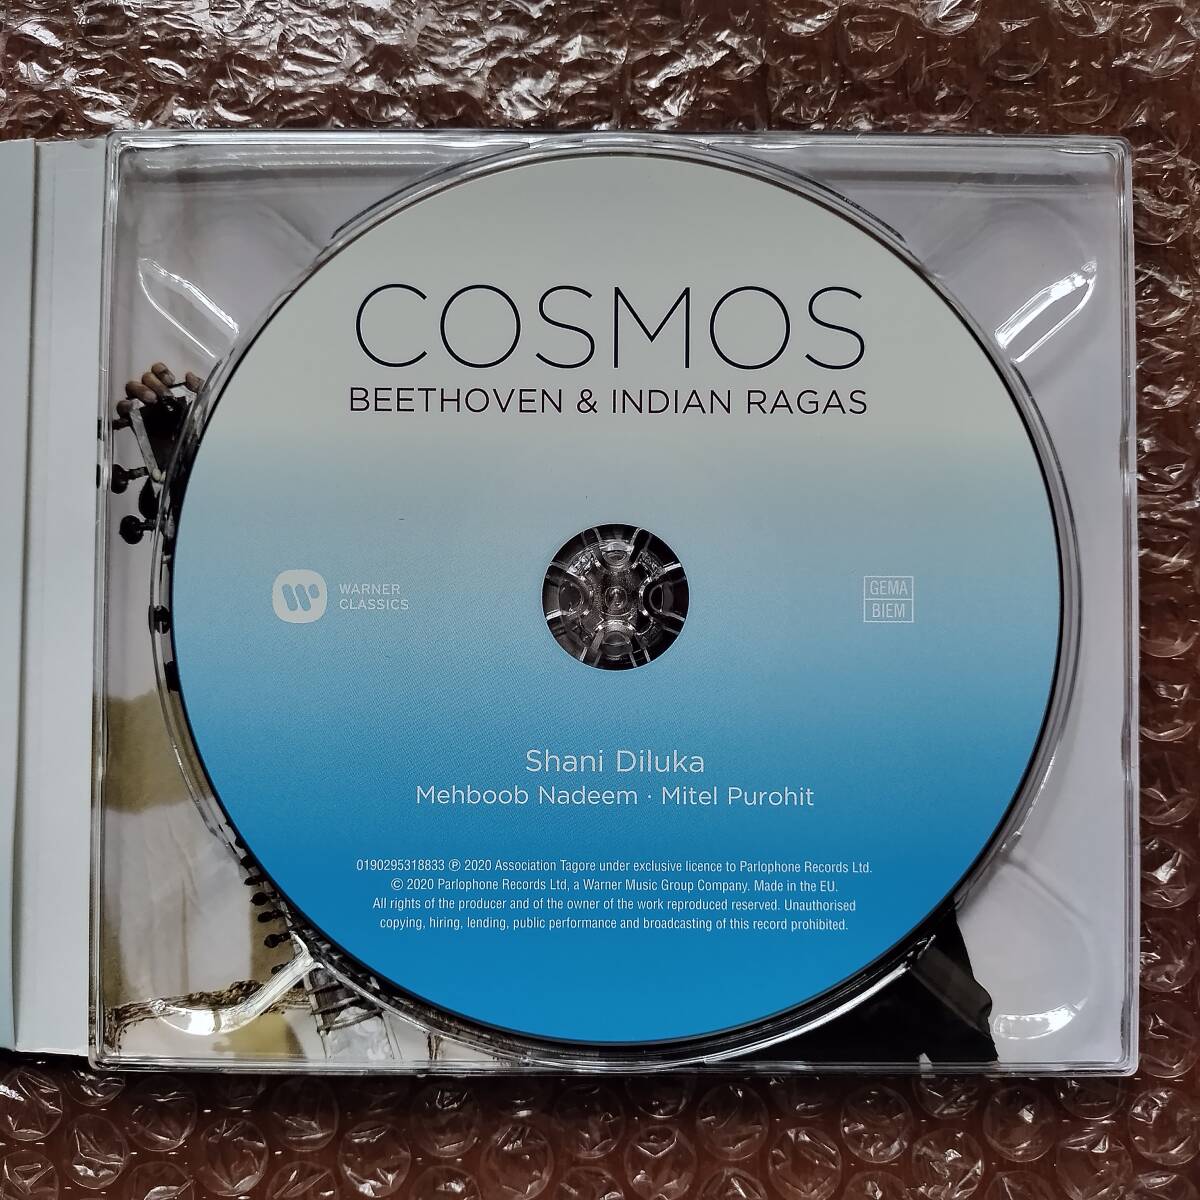 COSMOS
BEETHOVEN & INDIAN RAGAS
WARNER
CLASSICS
GEMA
BIEM
Shani Diluka
Mehboob Nadeem · Mitel Purohit
0190295318833 ℗ 2020 Association Tagore under exclusive licence to Parlophone Records Ltd.
© 2020 Parlophone Records Ltd, a Warner Music Group Company. Made in the EU.
All rights of the producer and of the owner of the work reproduced reserved. Unauthorised
copying, hiring, lending, public performance and broadcasting of this record prohibited.